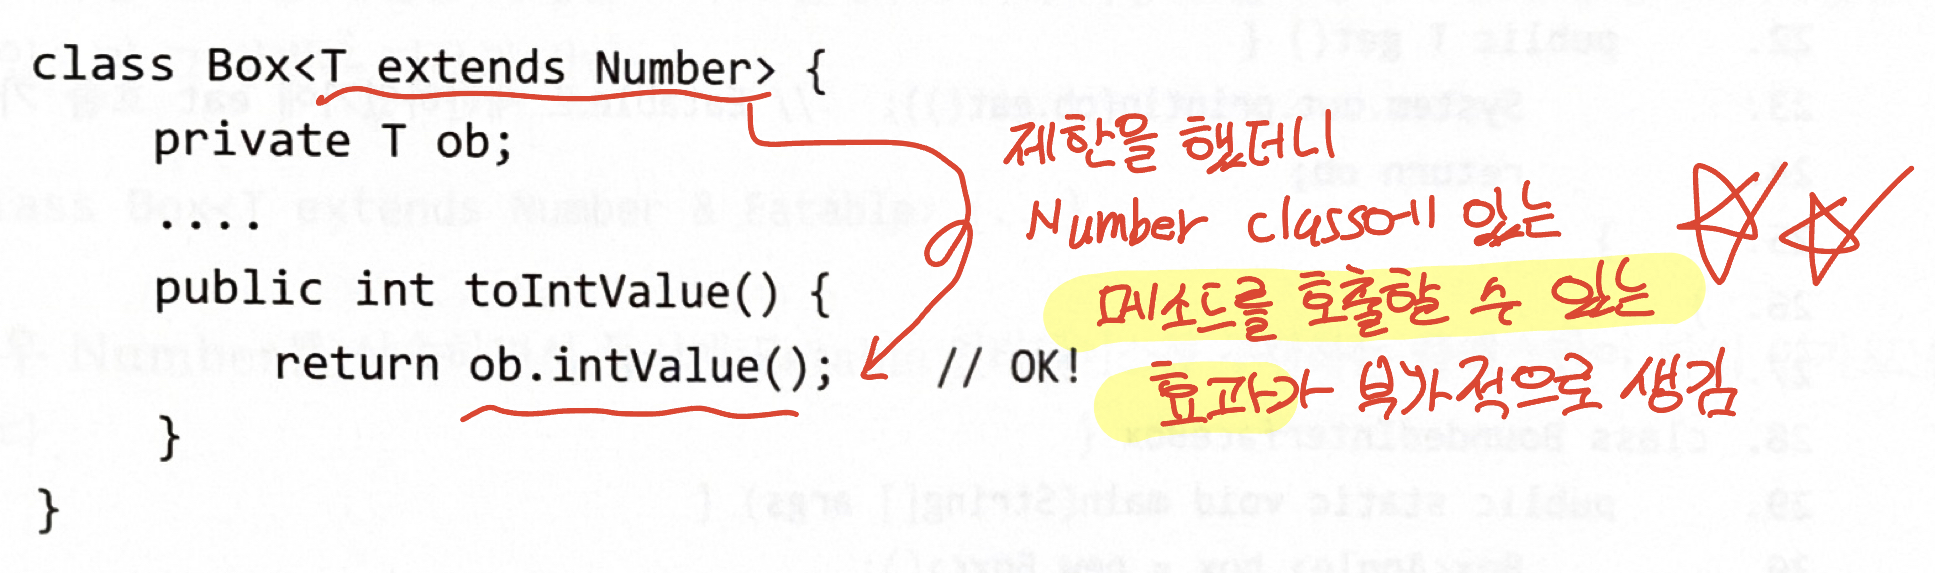 class Box<T extends Number> {
private T ob;
....
public int toIntValue() {
return ob.intValue(); // OK!
}
}
제한을 했더니
Number class에 있는
메소드를 호출할 수 있는
효과가 부가적으로 생김